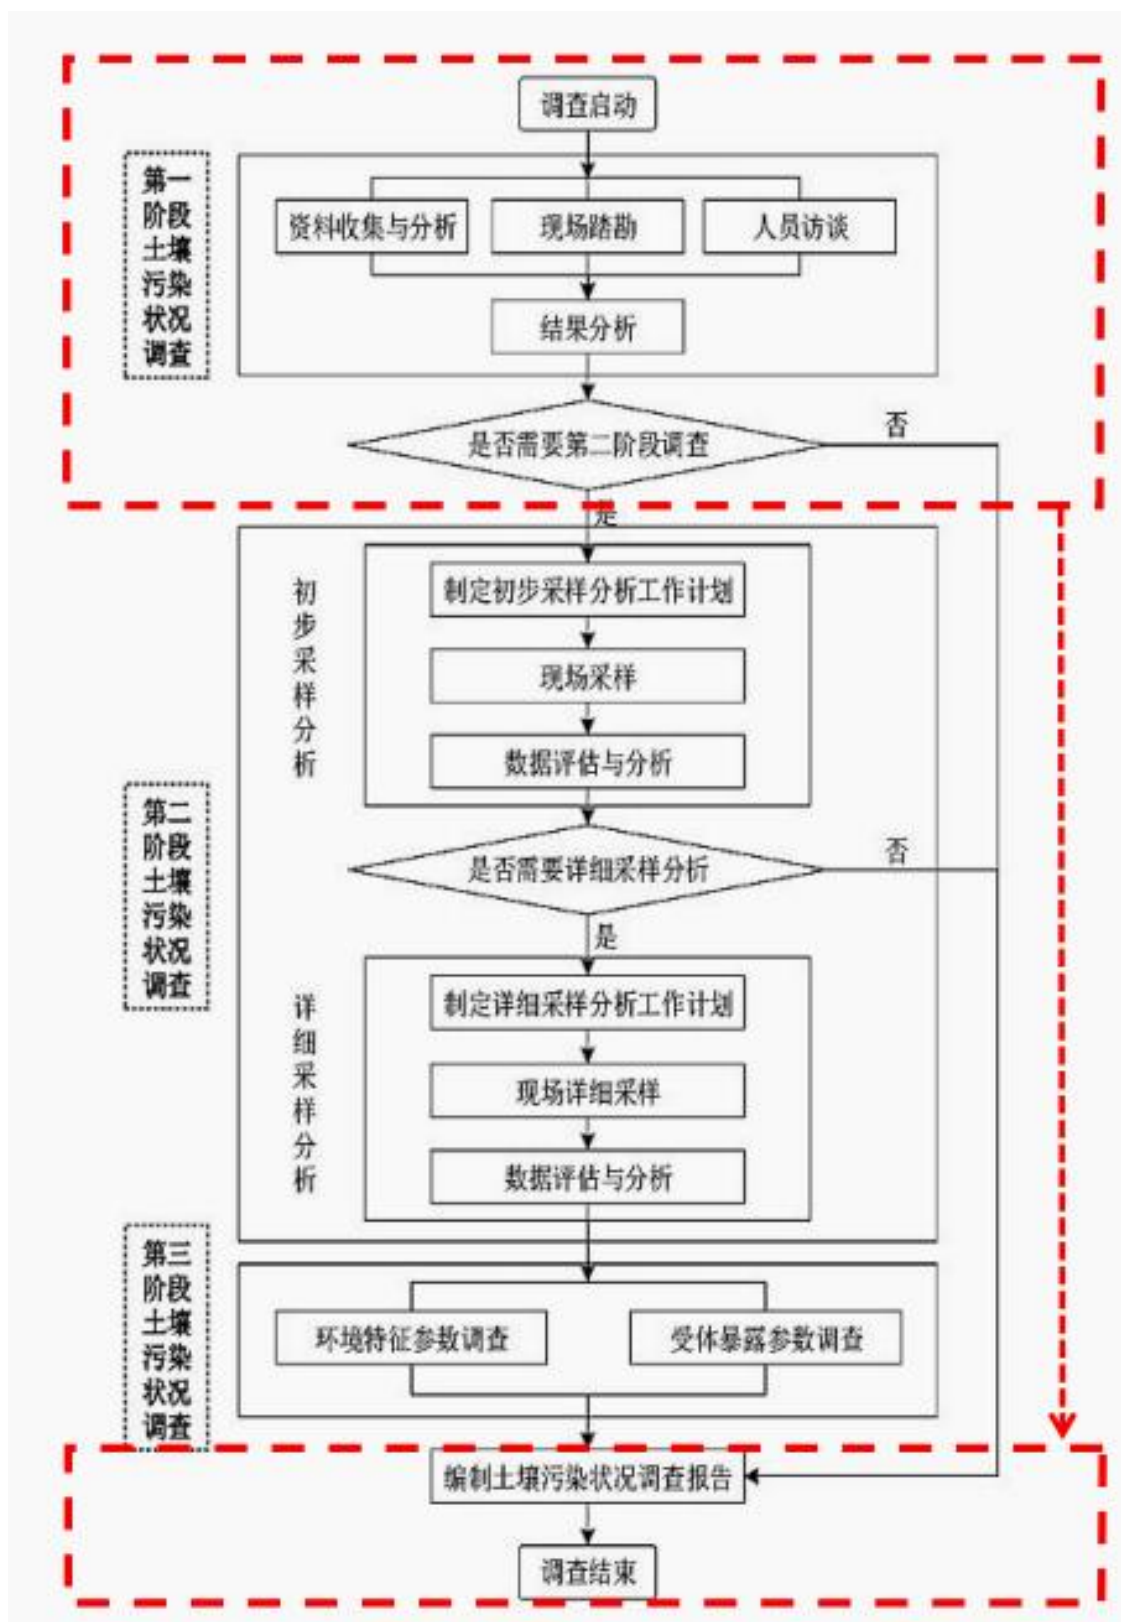 调查启动
第一
阶段
土壤
污染
状况
调查
资料收集与分析
现场踏勘
人员访谈
结果分析
是否需要第二阶段调查
否
是
初步采样分析
制定初步采样分析工作计划
现场采样
数据评估与分析
第二
阶段
土壤
污染
状况
调查
是否需要详细采样分析
否
是
详细采样分析
制定详细采样分析工作计划
现场详细采样
数据评估与分析
第三
阶段
土壤
污染
状况
调查
环境特征参数调查
受体暴露参数调查
编制土壤污染状况调查报告
调查结束